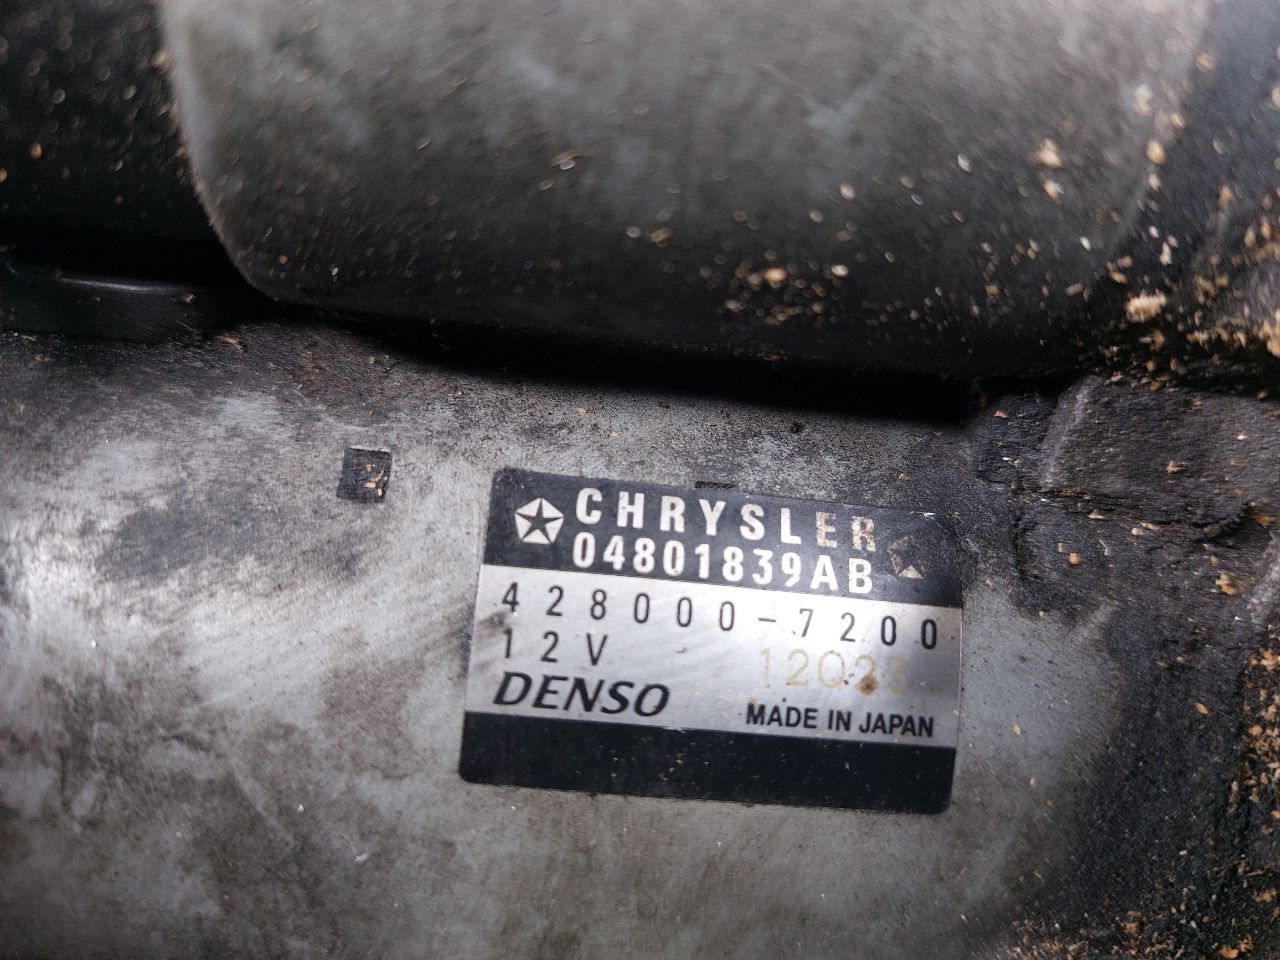 CHRYSLER
04801839AB
428000-7200
12V 12023
DENSO MADE IN JAPAN